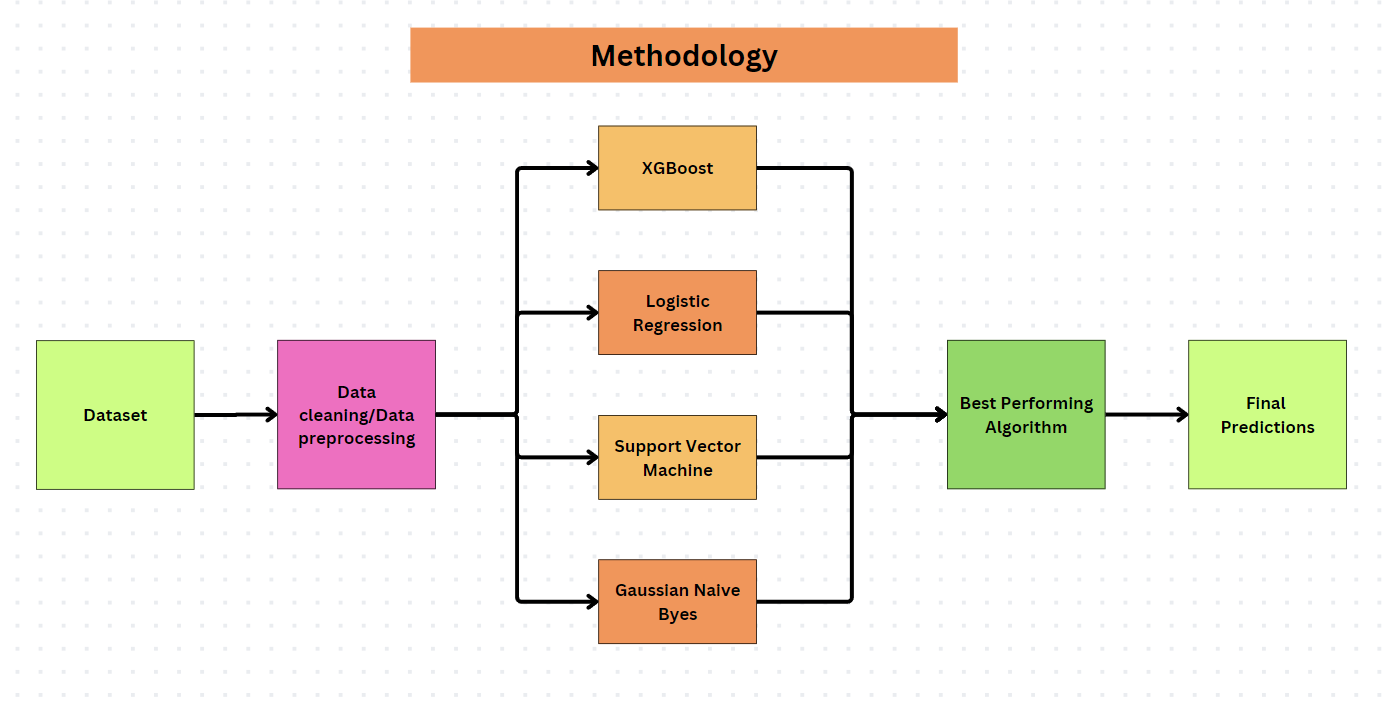 Methodology
XGBoost
Logistic
Regression
Dataset
Data
cleaning/Data
preprocessing
Support Vector
Machine
Gaussian Naive
Byes
Best Performing
Algorithm
Final
Predictions